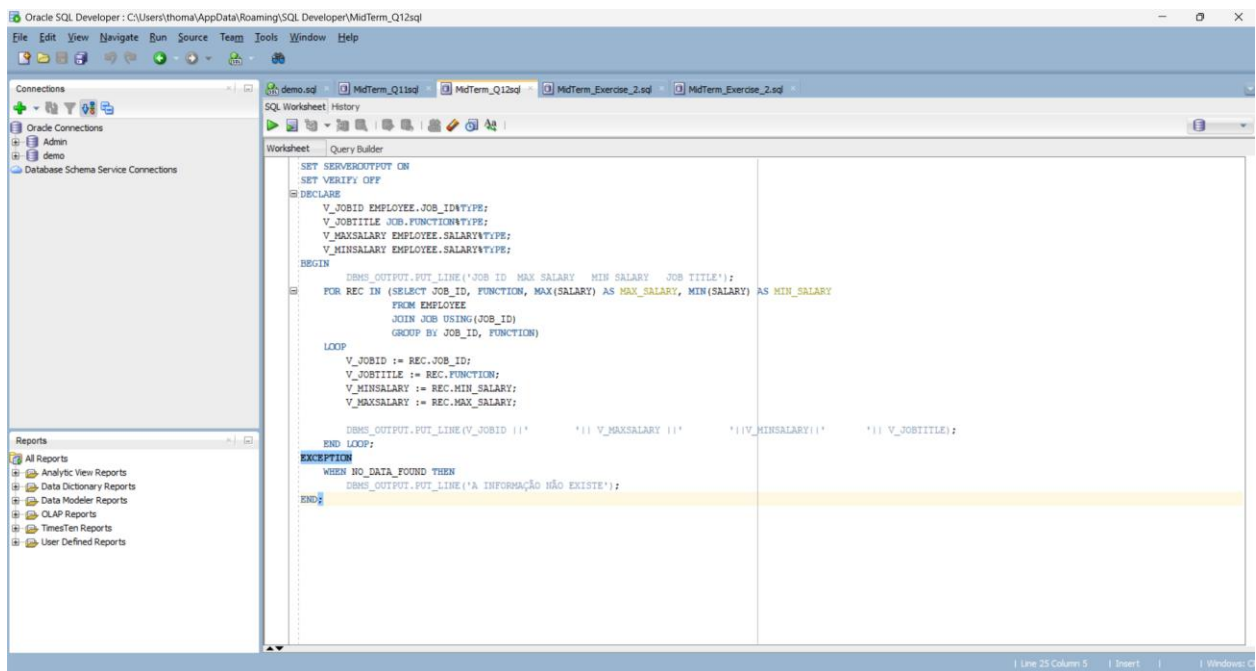 Oracle SQL Developer : C:\Users\thoma\AppData\Roaming\SQL Developer\MidTerm_Q12sql
File Edit View Navigate Run Source Team Tools Window Help
Connections
Oracle Connections
Admin
demo
Database Schema Service Connections
Reports
All Reports
Analytic View Reports
Data Dictionary Reports
Data Modeler Reports
OLAP Reports
TimesTen Reports
User Defined Reports
demo.sql MidTerm_Q11sql MidTerm_Q12sql MidTerm_Exercise_2.sql MidTerm_Exercise_2.sql
SQL Worksheet History
Worksheet Query Builder
SET SERVEROUTPUT ON
SET VERIFY OFF
DECLARE
V_JOBID EMPLOYEE.JOB_ID%TYPE;
V_JOBTITLE JOB.FUNCTION%TYPE;
V_MAXSALARY EMPLOYEE.SALARY%TYPE;
V_MINSALARY EMPLOYEE.SALARY%TYPE;
BEGIN
DBMS_OUTPUT.PUT_LINE('JOB ID  MAX SALARY   MIN SALARY   JOB TITLE');
FOR REC IN (SELECT JOB_ID, FUNCTION, MAX(SALARY) AS MAX_SALARY, MIN(SALARY) AS MIN_SALARY
FROM EMPLOYEE
JOIN JOB USING(JOB_ID)
GROUP BY JOB_ID, FUNCTION)
LOOP
V_JOBID := REC.JOB_ID;
V_JOBTITLE := REC.FUNCTION;
V_MINSALARY := REC.MIN_SALARY;
V_MAXSALARY := REC.MAX_SALARY;
DBMS_OUTPUT.PUT_LINE(V_JOBID ||'      '|| V_MAXSALARY ||'        '||V_MINSALARY||'       '|| V_JOBTITLE);
END LOOP;
EXCEPTION
WHEN NO_DATA_FOUND THEN
DBMS_OUTPUT.PUT_LINE('A INFORMAÇÃO NÃO EXISTE');
END;
Line 25 Column 5 | Insert | Windows: C